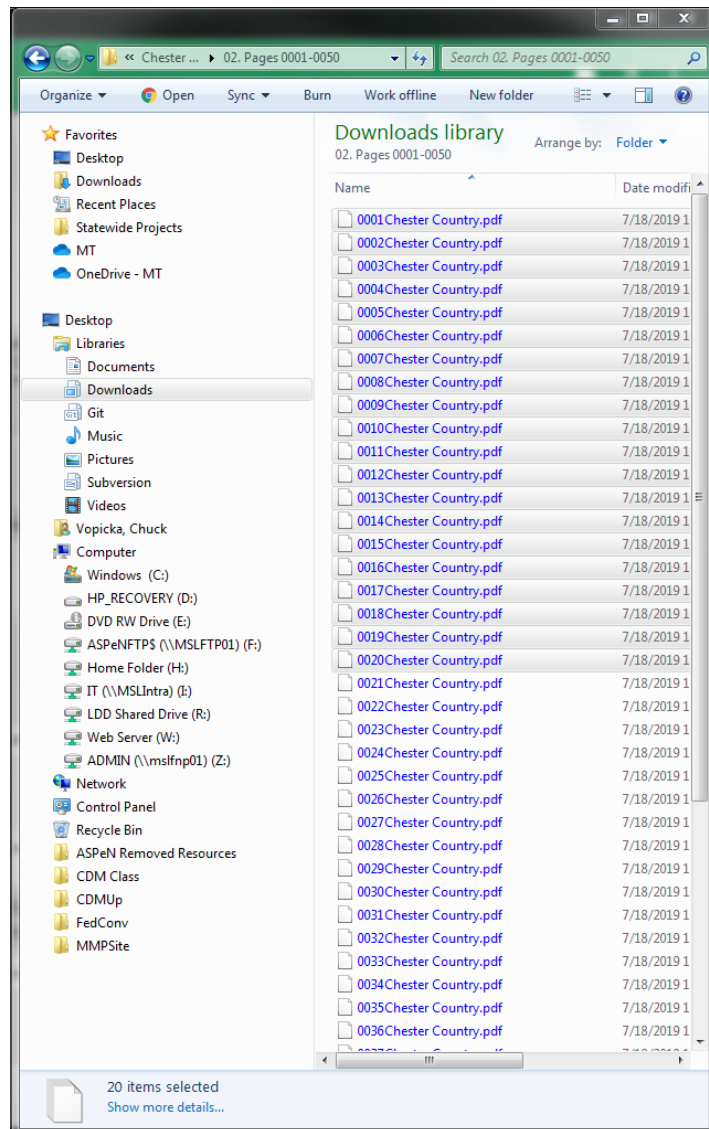 « Chester ... ▸ 02. Pages 0001-0050
Search 02. Pages 0001-0050
Organize Open Sync Burn Work offline New folder
Favorites
Desktop
Downloads
Recent Places
Statewide Projects
MT
OneDrive - MT
Desktop
Libraries
Documents
Downloads
Git
Music
Pictures
Subversion
Videos
Vopicka, Chuck
Computer
Windows (C:)
HP_RECOVERY (D:)
DVD RW Drive (E:)
ASPeNFTP$ (\\MSLFTP01) (F:)
Home Folder (H:)
IT (\\MSLIntra) (I:)
LDD Shared Drive (R:)
Web Server (W:)
ADMIN (\\mslfnp01) (Z:)
Network
Control Panel
Recycle Bin
ASPeN Removed Resources
CDM Class
CDMUp
FedConv
MMPSite
Downloads library
02. Pages 0001-0050
Arrange by: Folder
Name Date modifi
0001Chester Country.pdf 7/18/2019 1
0002Chester Country.pdf 7/18/2019 1
0003Chester Country.pdf 7/18/2019 1
0004Chester Country.pdf 7/18/2019 1
0005Chester Country.pdf 7/18/2019 1
0006Chester Country.pdf 7/18/2019 1
0007Chester Country.pdf 7/18/2019 1
0008Chester Country.pdf 7/18/2019 1
0009Chester Country.pdf 7/18/2019 1
0010Chester Country.pdf 7/18/2019 1
0011Chester Country.pdf 7/18/2019 1
0012Chester Country.pdf 7/18/2019 1
0013Chester Country.pdf 7/18/2019 1
0014Chester Country.pdf 7/18/2019 1
0015Chester Country.pdf 7/18/2019 1
0016Chester Country.pdf 7/18/2019 1
0017Chester Country.pdf 7/18/2019 1
0018Chester Country.pdf 7/18/2019 1
0019Chester Country.pdf 7/18/2019 1
0020Chester Country.pdf 7/18/2019 1
0021Chester Country.pdf 7/18/2019 1
0022Chester Country.pdf 7/18/2019 1
0023Chester Country.pdf 7/18/2019 1
0024Chester Country.pdf 7/18/2019 1
0025Chester Country.pdf 7/18/2019 1
0026Chester Country.pdf 7/18/2019 1
0027Chester Country.pdf 7/18/2019 1
0028Chester Country.pdf 7/18/2019 1
0029Chester Country.pdf 7/18/2019 1
0030Chester Country.pdf 7/18/2019 1
0031Chester Country.pdf 7/18/2019 1
0032Chester Country.pdf 7/18/2019 1
0033Chester Country.pdf 7/18/2019 1
0034Chester Country.pdf 7/18/2019 1
0035Chester Country.pdf 7/18/2019 1
0036Chester Country.pdf 7/18/2019 1
20 items selected
Show more details...